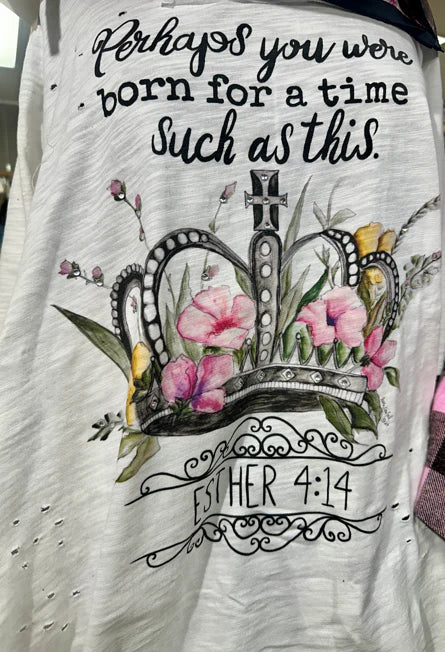 Perhaps you were
born for a time
such as this.
ESTHER 4:14